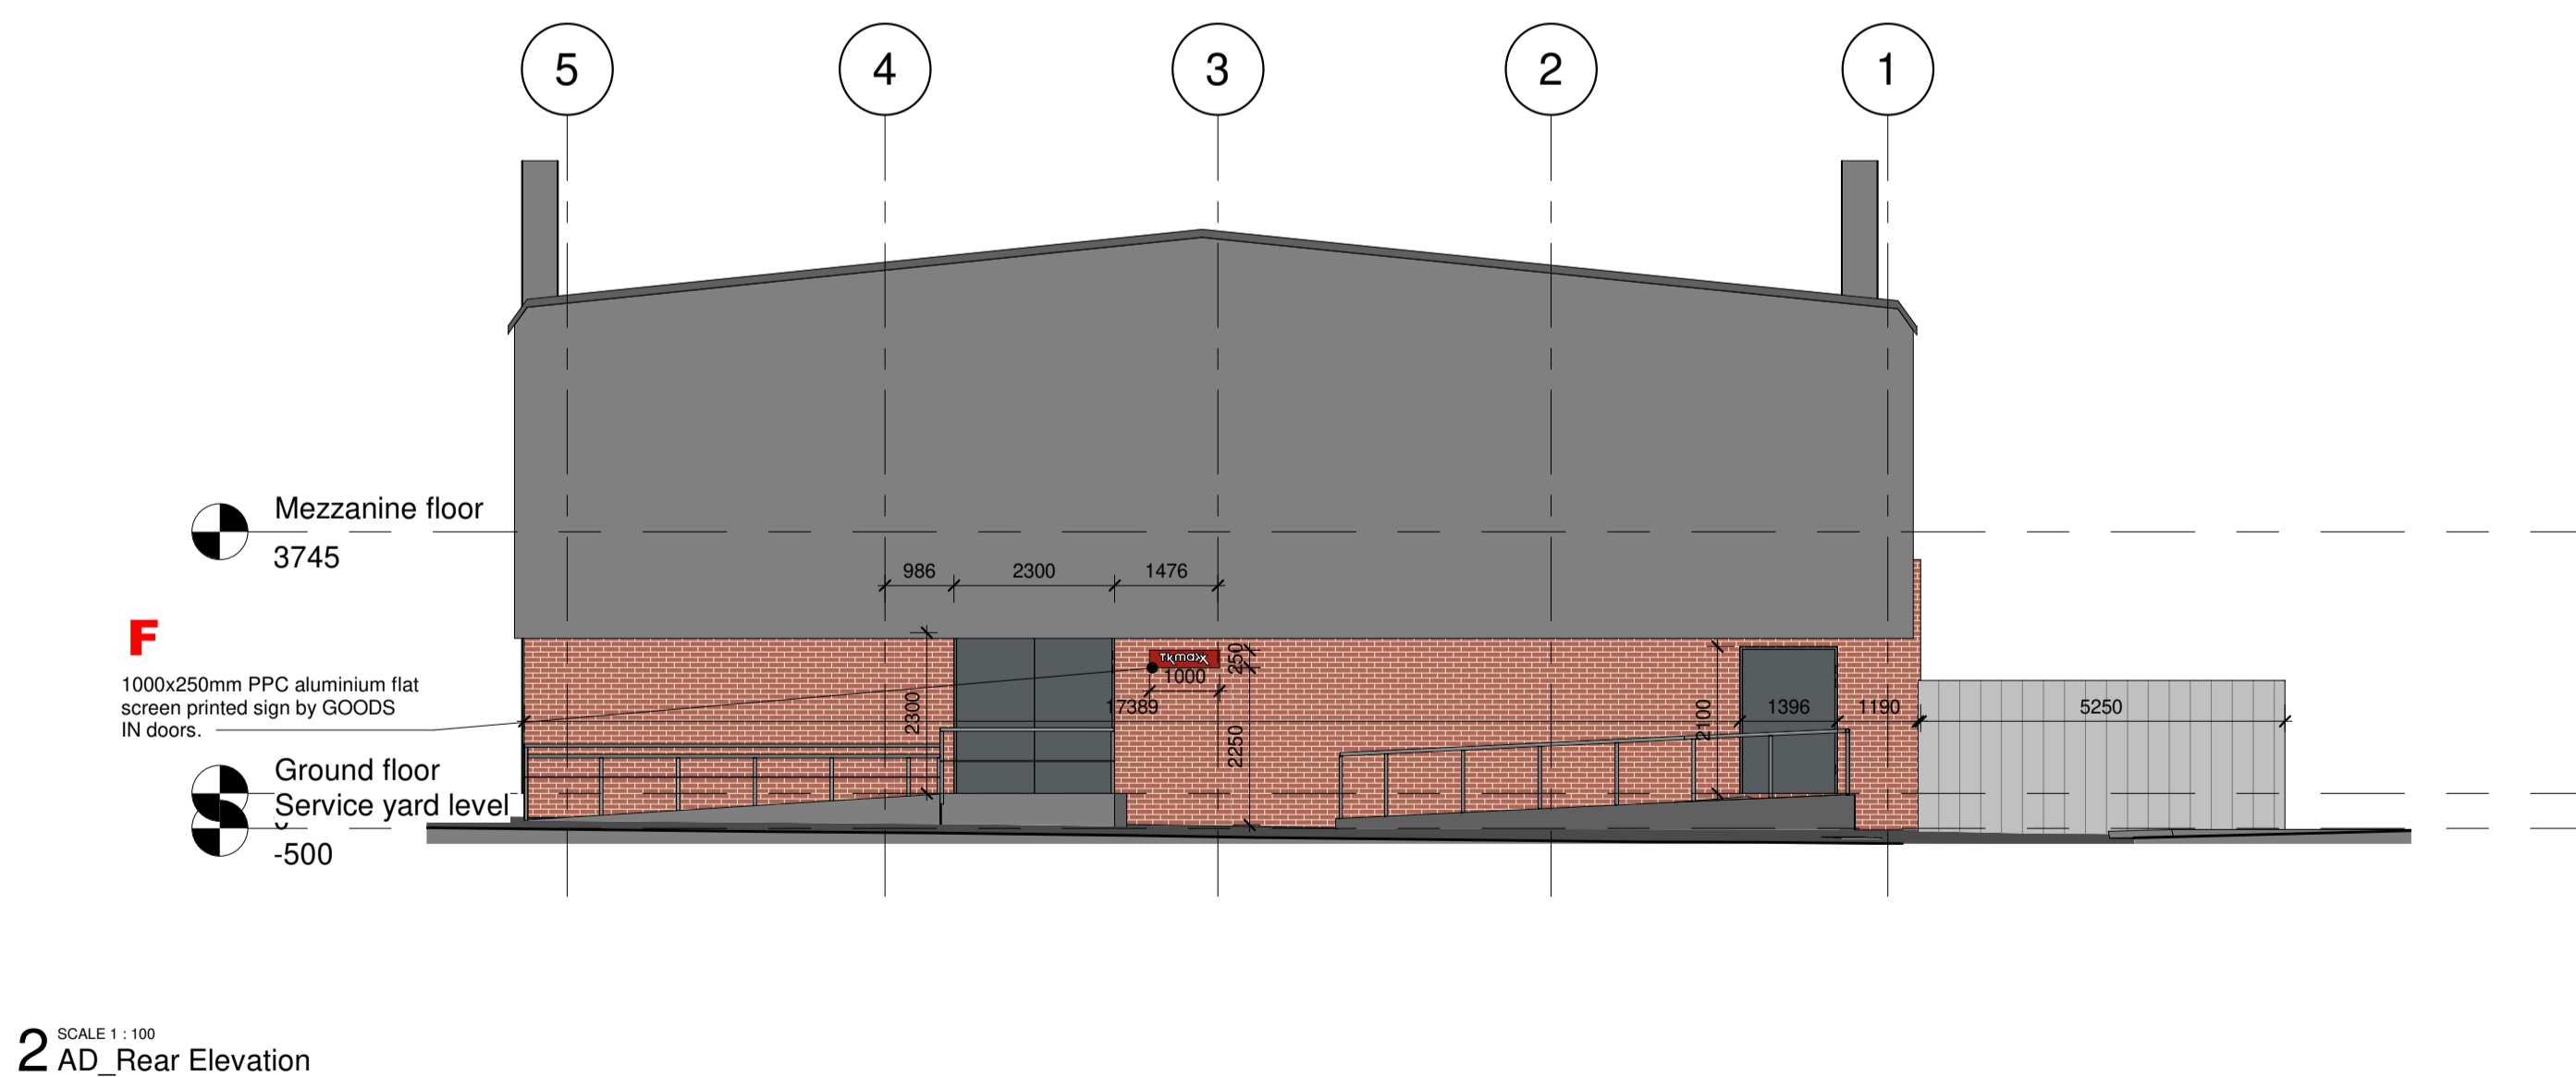 5
4
3
2
1
Mezzanine floor
3745
986
2300
1476
F
1000x250mm PPC aluminium flat
screen printed sign by GOODS
IN doors.
TKmaxx
250
1000
17389
2300
2250
2100
1396
1190
5250
Ground floor
Service yard level
-500
2
SCALE 1 : 100
AD_Rear Elevation